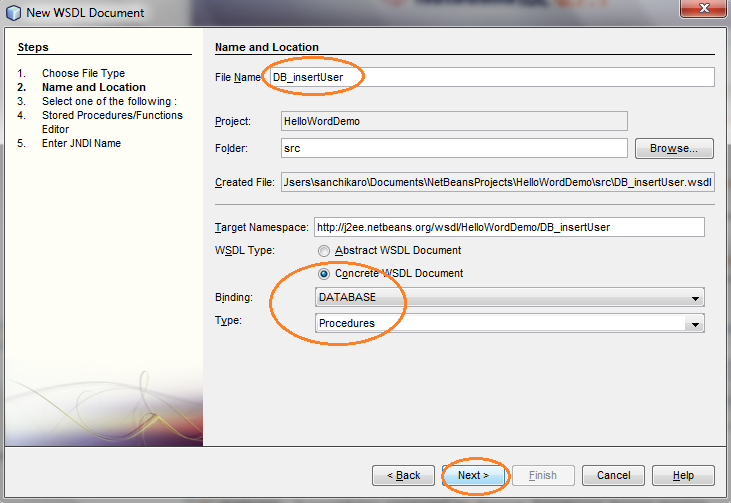 New WSDL Document
Steps
1. Choose File Type
2. Name and Location
3. Select one of the following :
4. Stored Procedures/Functions
Editor
5. Enter JNDI Name
Name and Location
File Name: DB_insertUser
Project: HelloWordDemo
Folder: src Browse...
Created File: Users\sanchikaro\Documents\NetBeansProjects\HelloWordDemo\src\DB_insertUser.wsdl
Target Namespace: http://j2ee.netbeans.org/wsdl/HelloWordDemo/DB_insertUser
WSDL Type: Abstract WSDL Document
Concrete WSDL Document
Binding: DATABASE
Type: Procedures
< Back Next > Finish Cancel Help